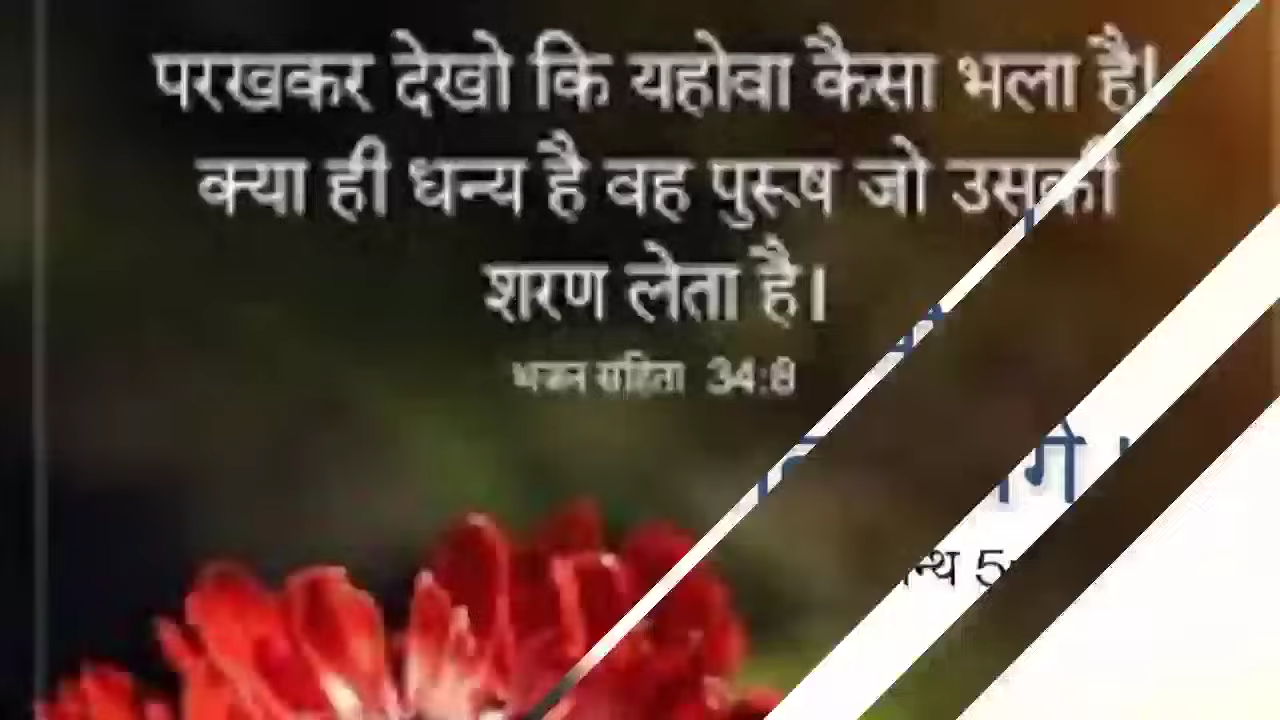 परखकर देखो कि यहोवा कैसा भला है।
क्या ही धन्य है वह पुरूष जो उसकी
शरण लेता है।
भजन संहिता 34:8